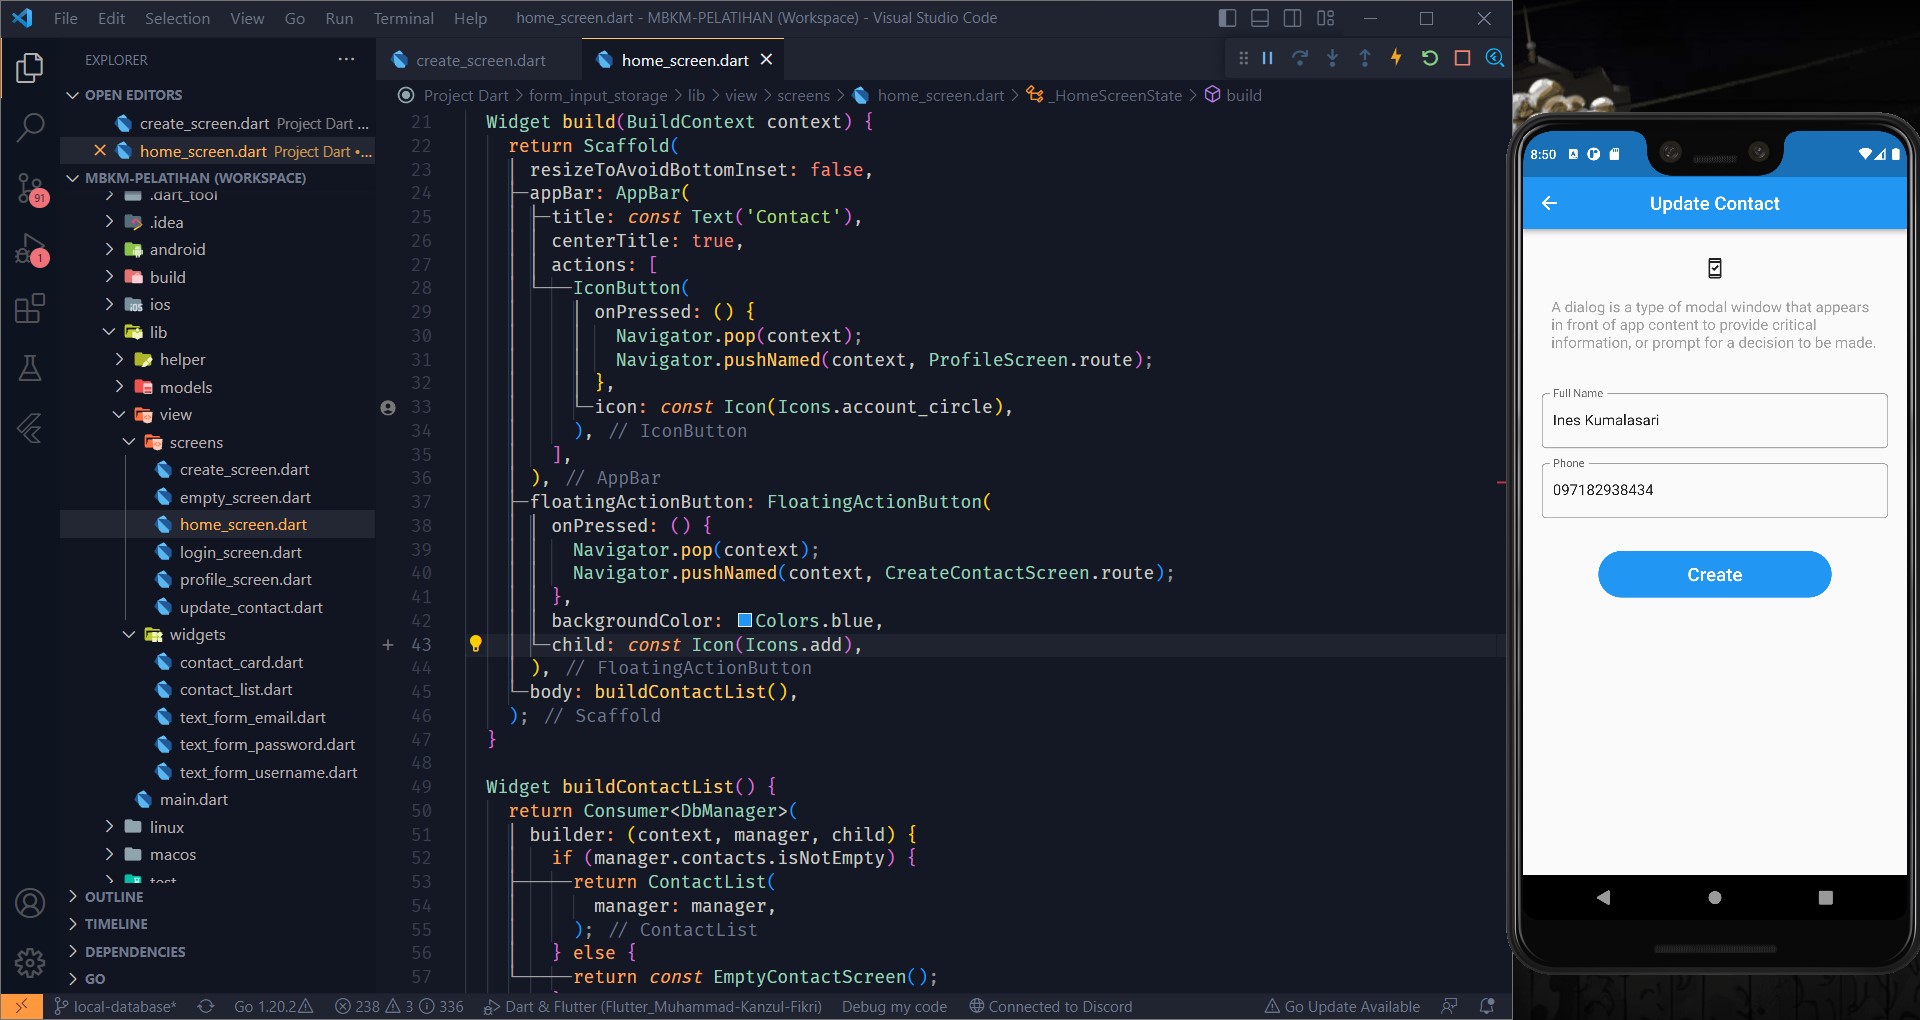 File Edit Selection View Go Run Terminal Help
home_screen.dart - MBKM-PELATIHAN (Workspace) - Visual Studio Code
EXPLORER
OPEN EDITORS
create_screen.dart Project Dart ...
home_screen.dart Project Dart •...
MBKM-PELATIHAN (WORKSPACE)
.dart_tool
.idea
android
build
ios
lib
helper
models
view
screens
create_screen.dart
empty_screen.dart
home_screen.dart
login_screen.dart
profile_screen.dart
update_contact.dart
widgets
contact_card.dart
contact_list.dart
text_form_email.dart
text_form_password.dart
text_form_username.dart
main.dart
linux
macos
test
OUTLINE
TIMELINE
DEPENDENCIES
GO
91
1
create_screen.dart
home_screen.dart
Project Dart > form_input_storage > lib > view > screens > home_screen.dart > _HomeScreenState > build
21 Widget build(BuildContext context) {
22 return Scaffold(
23 resizeToAvoidBottomInset: false,
24 appBar: AppBar(
25 title: const Text('Contact'),
26 centerTitle: true,
27 actions: [
28 IconButton(
29 onPressed: () {
30 Navigator.pop(context);
31 Navigator.pushNamed(context, ProfileScreen.route);
32 },
33 icon: const Icon(Icons.account_circle),
34 ), // IconButton
35 ],
36 ), // AppBar
37 floatingActionButton: FloatingActionButton(
38 onPressed: () {
39 Navigator.pop(context);
40 Navigator.pushNamed(context, CreateContactScreen.route);
41 },
42 backgroundColor: Colors.blue,
43 child: const Icon(Icons.add),
44 ), // FloatingActionButton
45 body: buildContactList(),
46 ); // Scaffold
47 }
48
49 Widget buildContactList() {
50 return Consumer<DbManager>(
51 builder: (context, manager, child) {
52 if (manager.contacts.isNotEmpty) {
53 return ContactList(
54 manager: manager,
55 ); // ContactList
56 } else {
57 return const EmptyContactScreen();
local-database* Go 1.20.2 238 3 336 Dart & Flutter (Flutter_Muhammad-Kanzul-Fikri) Debug my code Connected to Discord Go Update Available
8:50
Update Contact
A dialog is a type of modal window that appears
in front of app content to provide critical
information, or prompt for a decision to be made.
Full Name
Ines Kumalasari
Phone
097182938434
Create